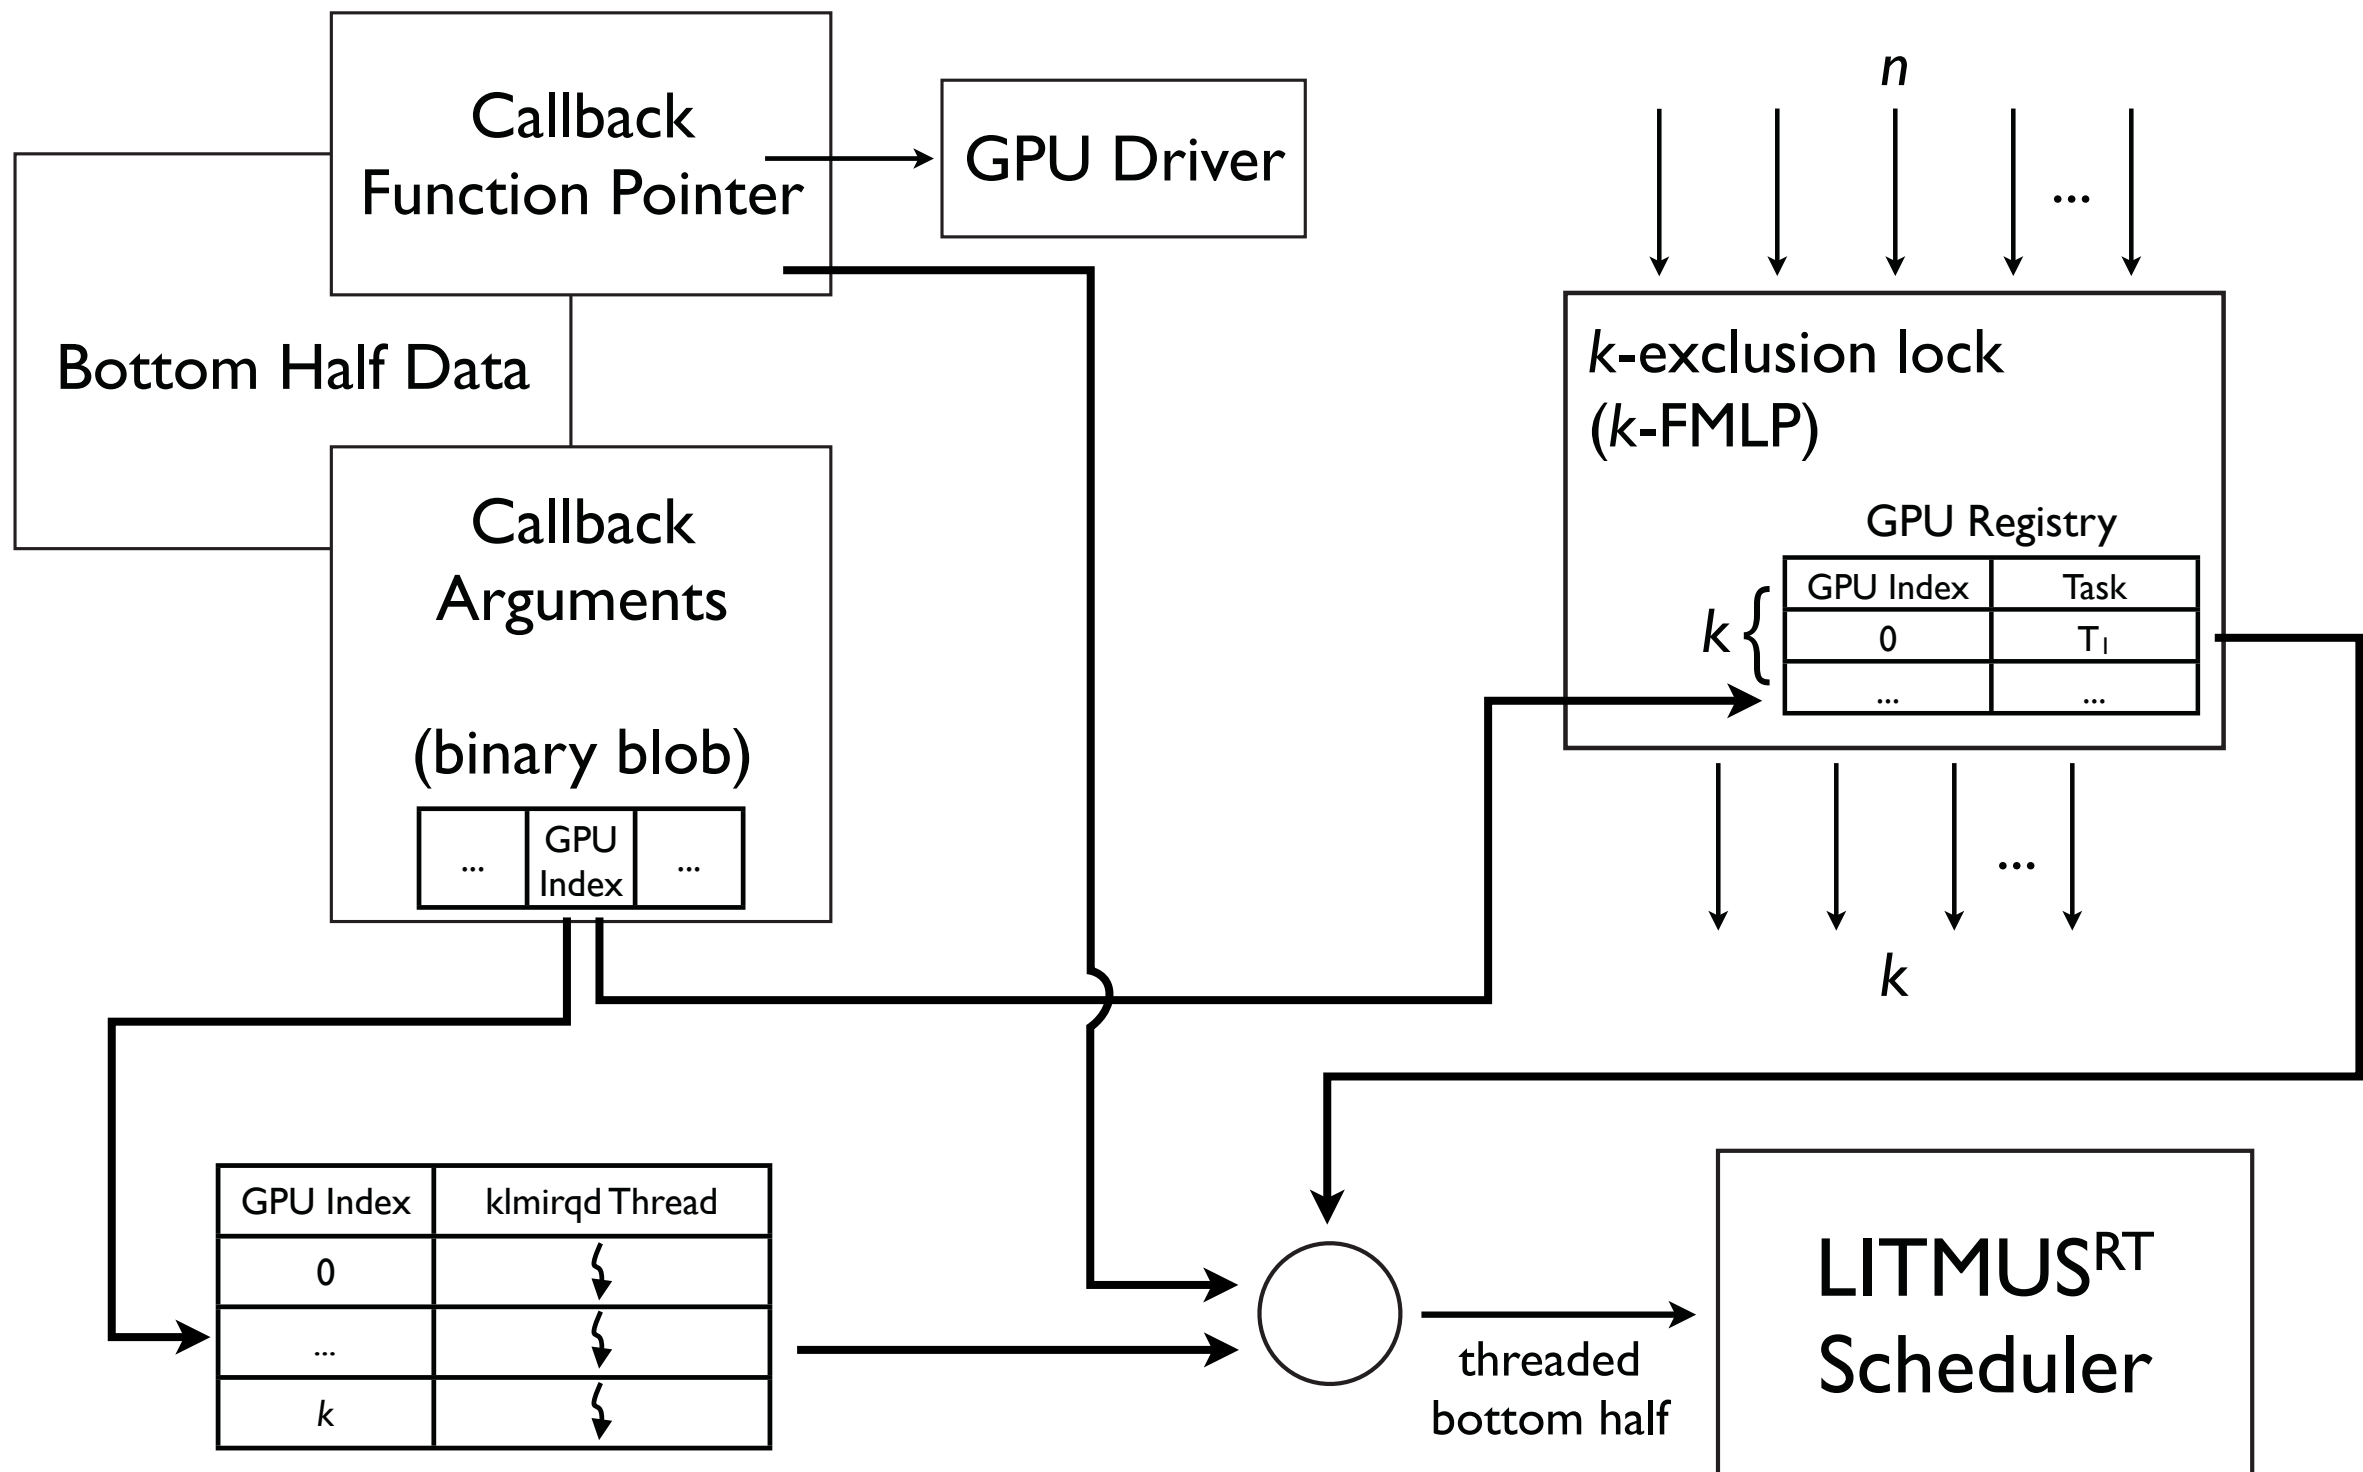 Callback
Function Pointer
GPU Driver
n
...
Bottom Half Data
k-exclusion lock
(k-FMLP)
Callback
Arguments
(binary blob)
...
GPU
Index
...
GPU Registry
GPU Index
Task
k {
0
T1
...
...
...
k
GPU Index
klmirqd Thread
0
...
k
threaded
bottom half
LITMUSRT
Scheduler